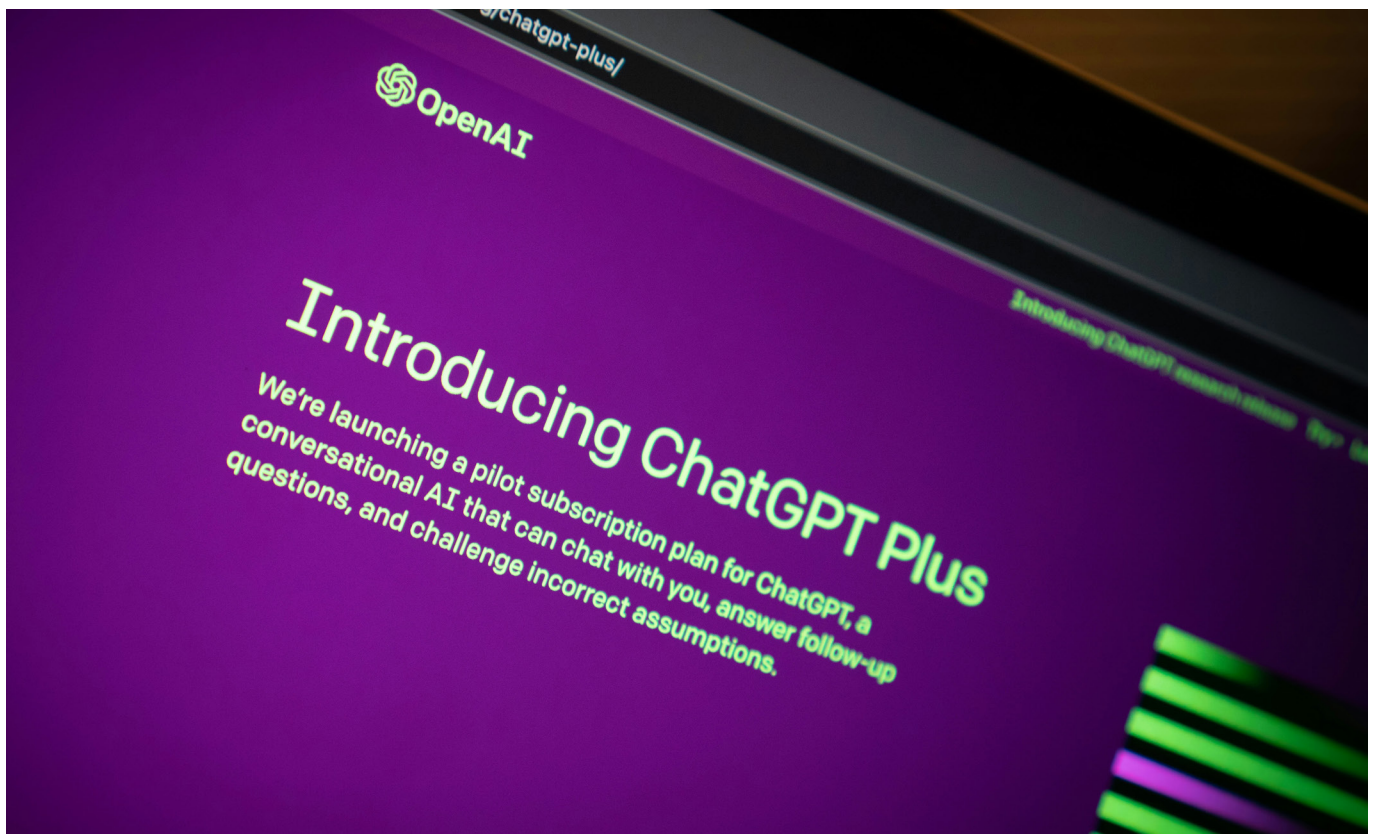 g/chatgpt-plus/
OpenAI
Introducing ChatGPT research release Try
Introducing ChatGPT Plus
We're launching a pilot subscription plan for ChatGPT, a
conversational AI that can chat with you, answer follow-up
questions, and challenge incorrect assumptions.